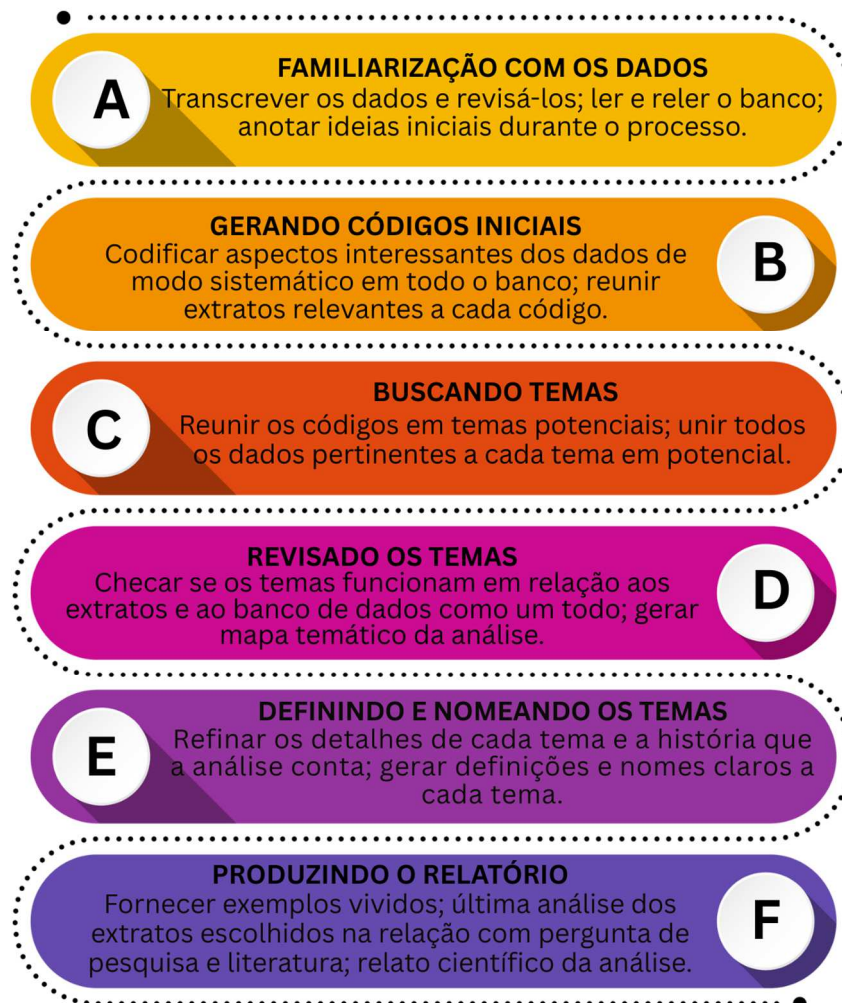 A
FAMILIARIZAÇÃO COM OS DADOS
Transcrever os dados e revisá-los; ler e reler o banco;
anotar ideias iniciais durante o processo.
GERANDO CÓDIGOS INICIAIS
Codificar aspectos interessantes dos dados de
modo sistemático em todo o banco; reunir
extratos relevantes a cada código.
B
C
BUSCANDO TEMAS
Reunir os códigos em temas potenciais; unir todos
os dados pertinentes a cada tema em potencial.
REVISADO OS TEMAS
Checar se os temas funcionam em relação aos
extratos e ao banco de dados como um todo; gerar
mapa temático da análise.
D
E
DEFININDO E NOMEANDO OS TEMAS
Refinar os detalhes de cada tema e a história que
a análise conta; gerar definições e nomes claros a
cada tema.
PRODUZINDO O RELATÓRIO
Fornecer exemplos vividos; última análise dos
extratos escolhidos na relação com pergunta de
pesquisa e literatura; relato científico da análise.
F